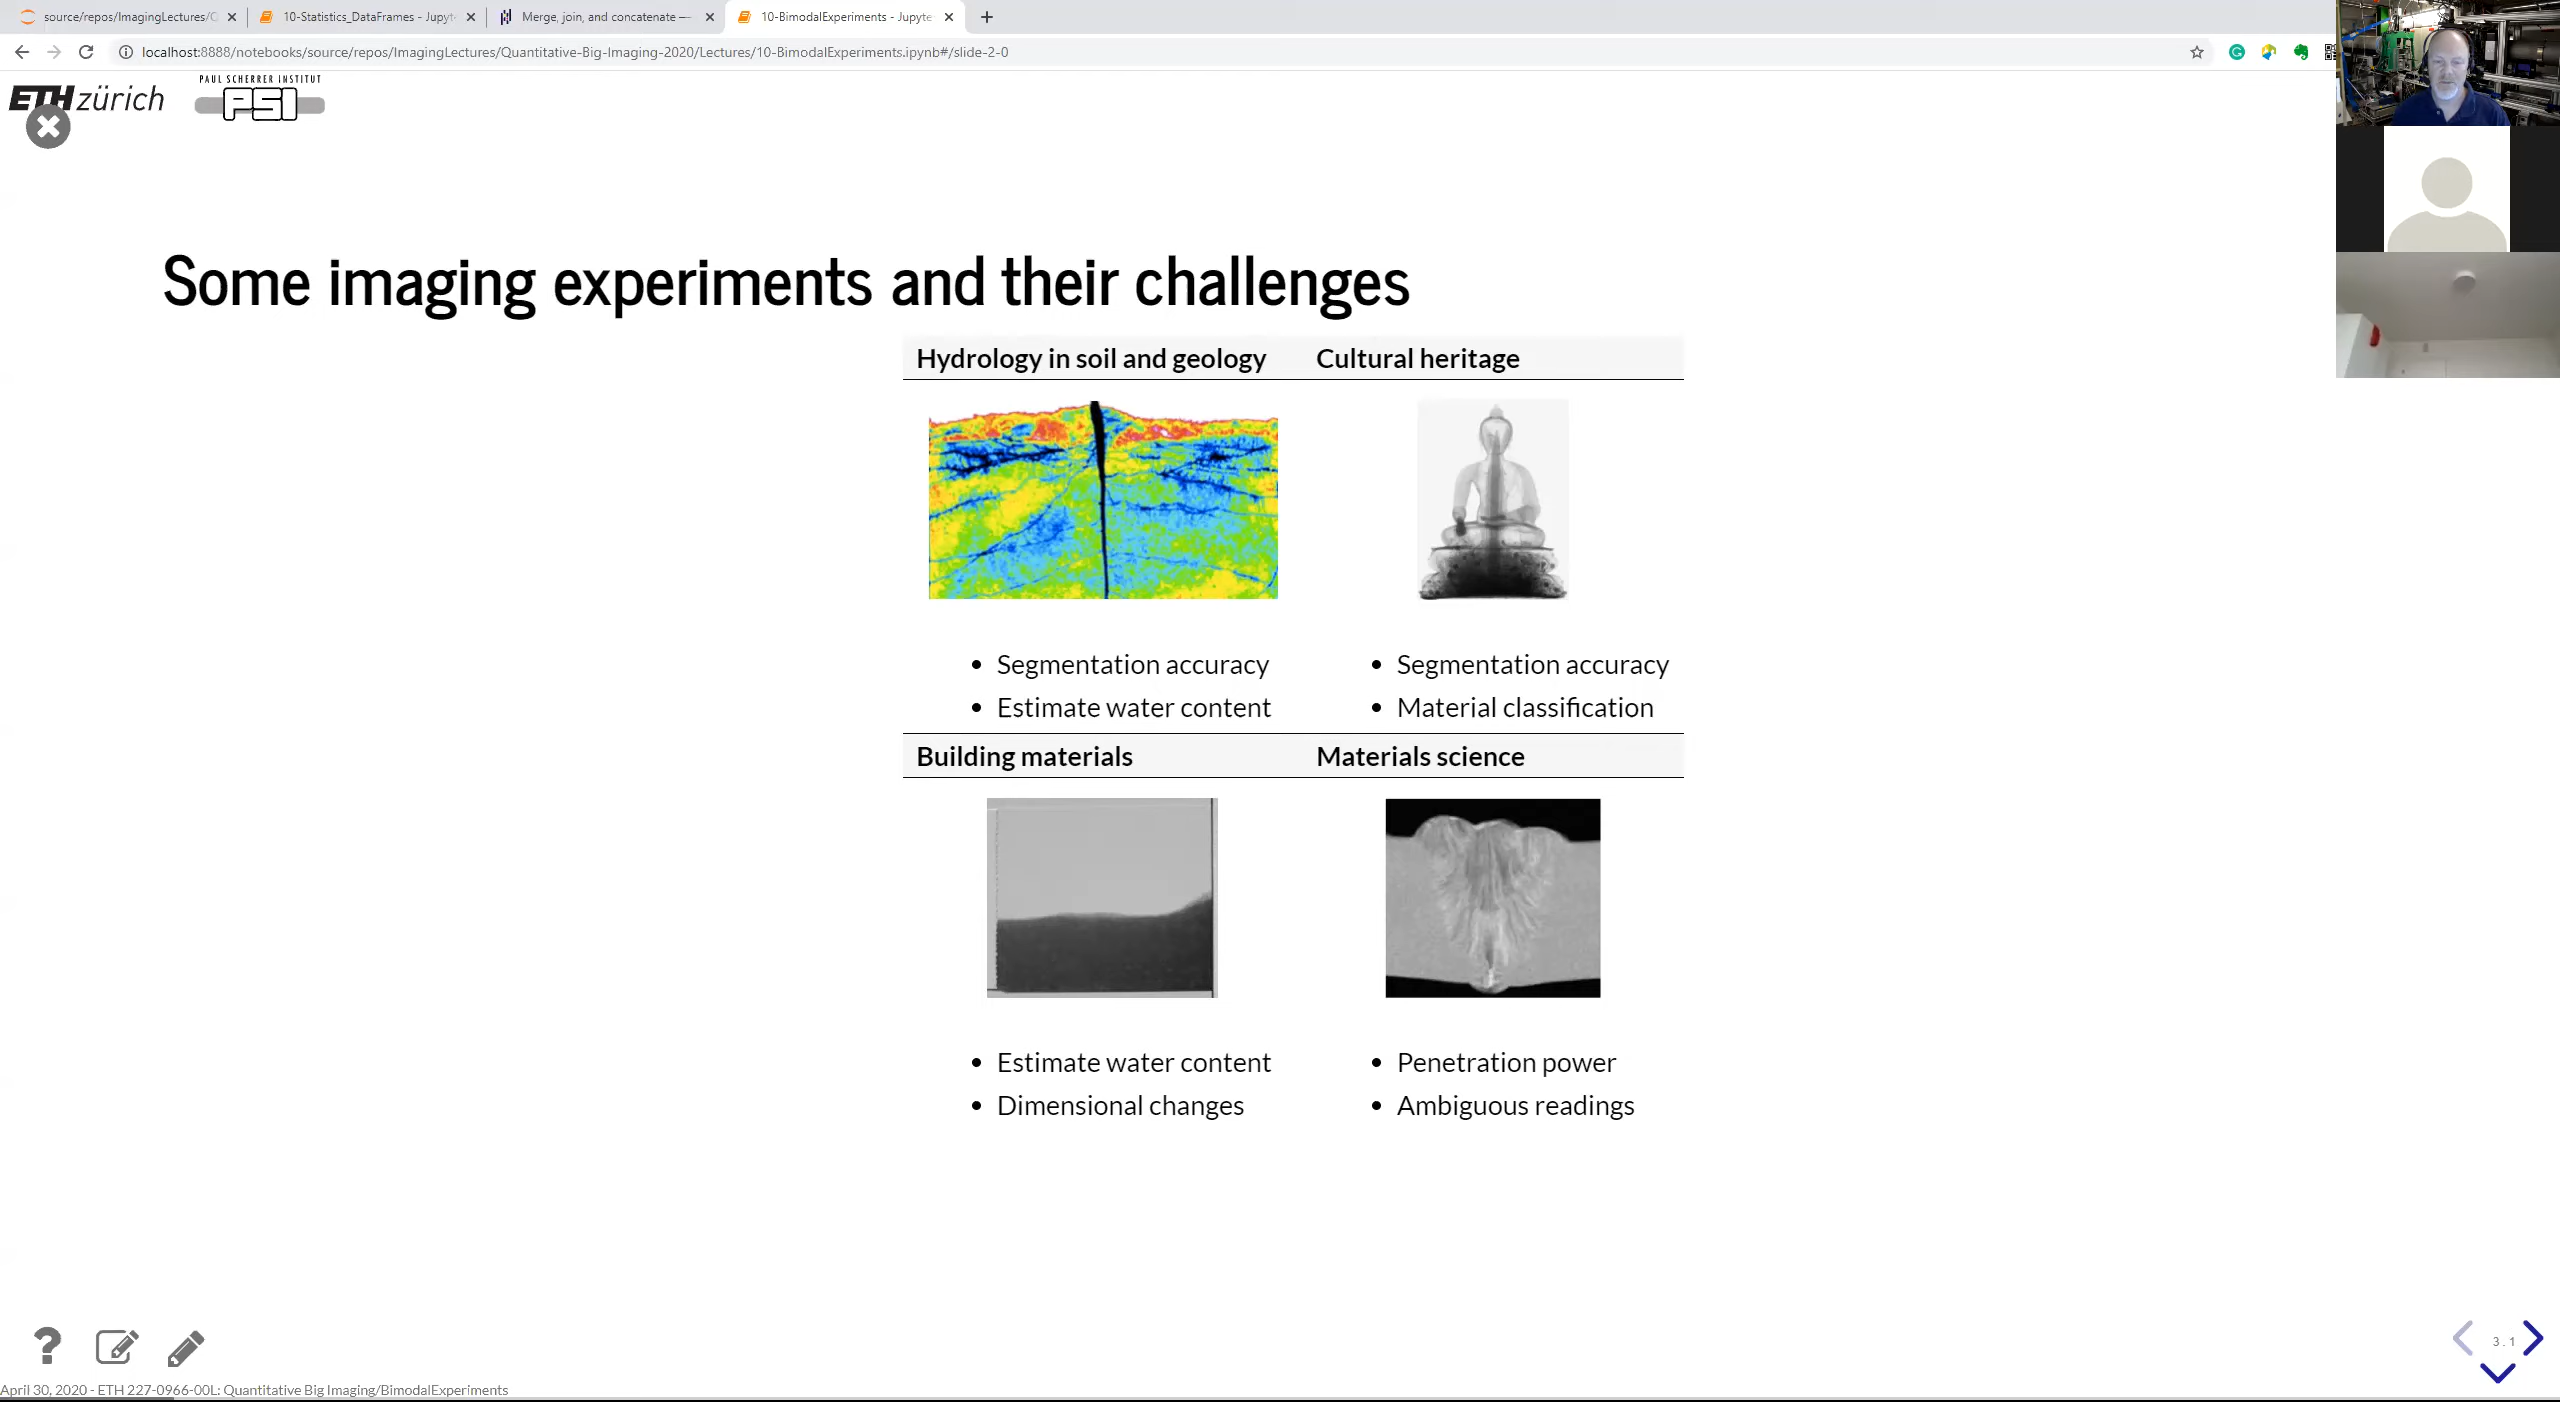 source/repos/ImagingLectures/Q
10-Statistics_DataFrames - Jupyt
Merge, join, and concatenate —
10-BimodalExperiments - Jupyte
localhost:8888/notebooks/source/repos/ImagingLectures/Quantitative-Big-Imaging-2020/Lectures/10-BimodalExperiments.ipynb#/slide-2-0
ETH zürich
PAUL SCHERRER INSTITUT
PSI
Some imaging experiments and their challenges
Hydrology in soil and geology
Cultural heritage
• Segmentation accuracy
• Estimate water content
• Segmentation accuracy
• Material classification
Building materials
Materials science
• Estimate water content
• Dimensional changes
• Penetration power
• Ambiguous readings
3.1
April 30, 2020 - ETH 227-0966-00L: Quantitative Big Imaging/BimodalExperiments